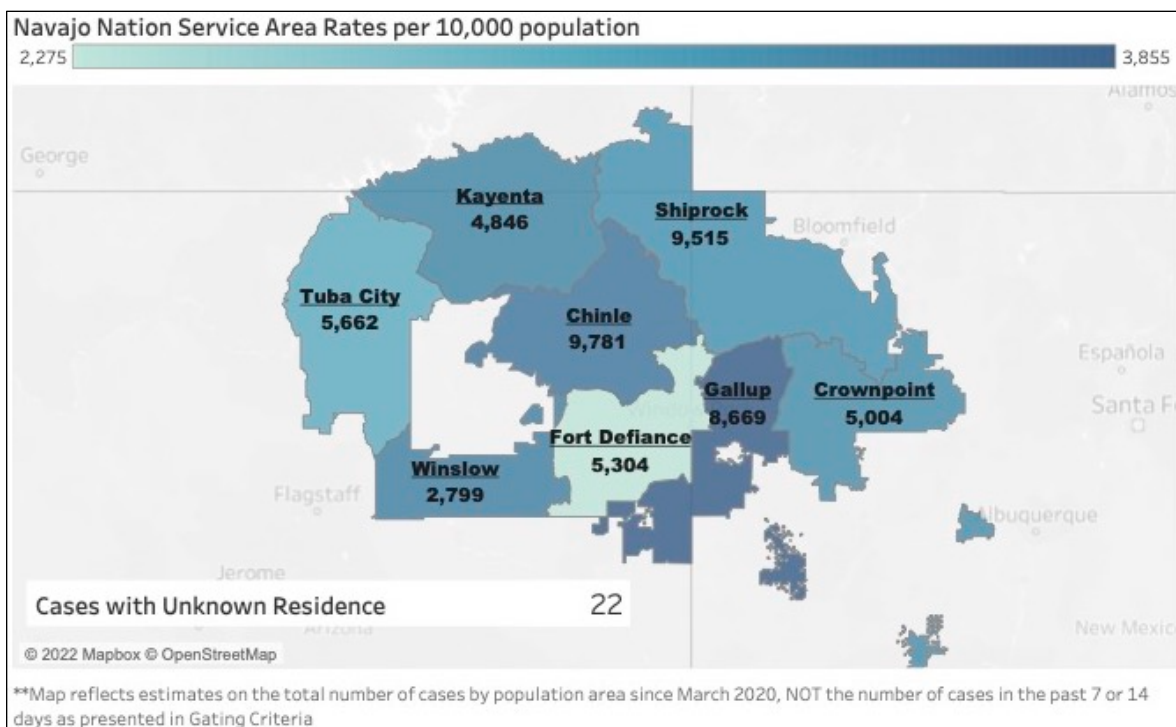 Navajo Nation Service Area Rates per 10,000 population
2,275
3,855
Alamos
George
Kayenta
4,846
Shiprock
9,515
Bloomfield
Tuba City
5,662
Chinle
9,781
Española
Gallup
8,669
Crownpoint
5,004
Santa F
Fort Defiance
5,304
Winslow
2,799
Flagstaff
Albuquerque
Jerome
Cases with Unknown Residence 22
Arizona
New Mexic
© 2022 Mapbox © OpenStreetMap
**Map reflects estimates on the total number of cases by population area since March 2020, NOT the number of cases in the past 7 or 14
days as presented in Gating Criteria